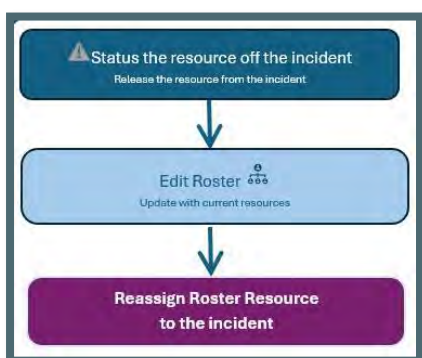 Status the resource off the incident
Release the resource from the incident
Edit Roster
Update with current resources
Reassign Roster Resource
to the incident